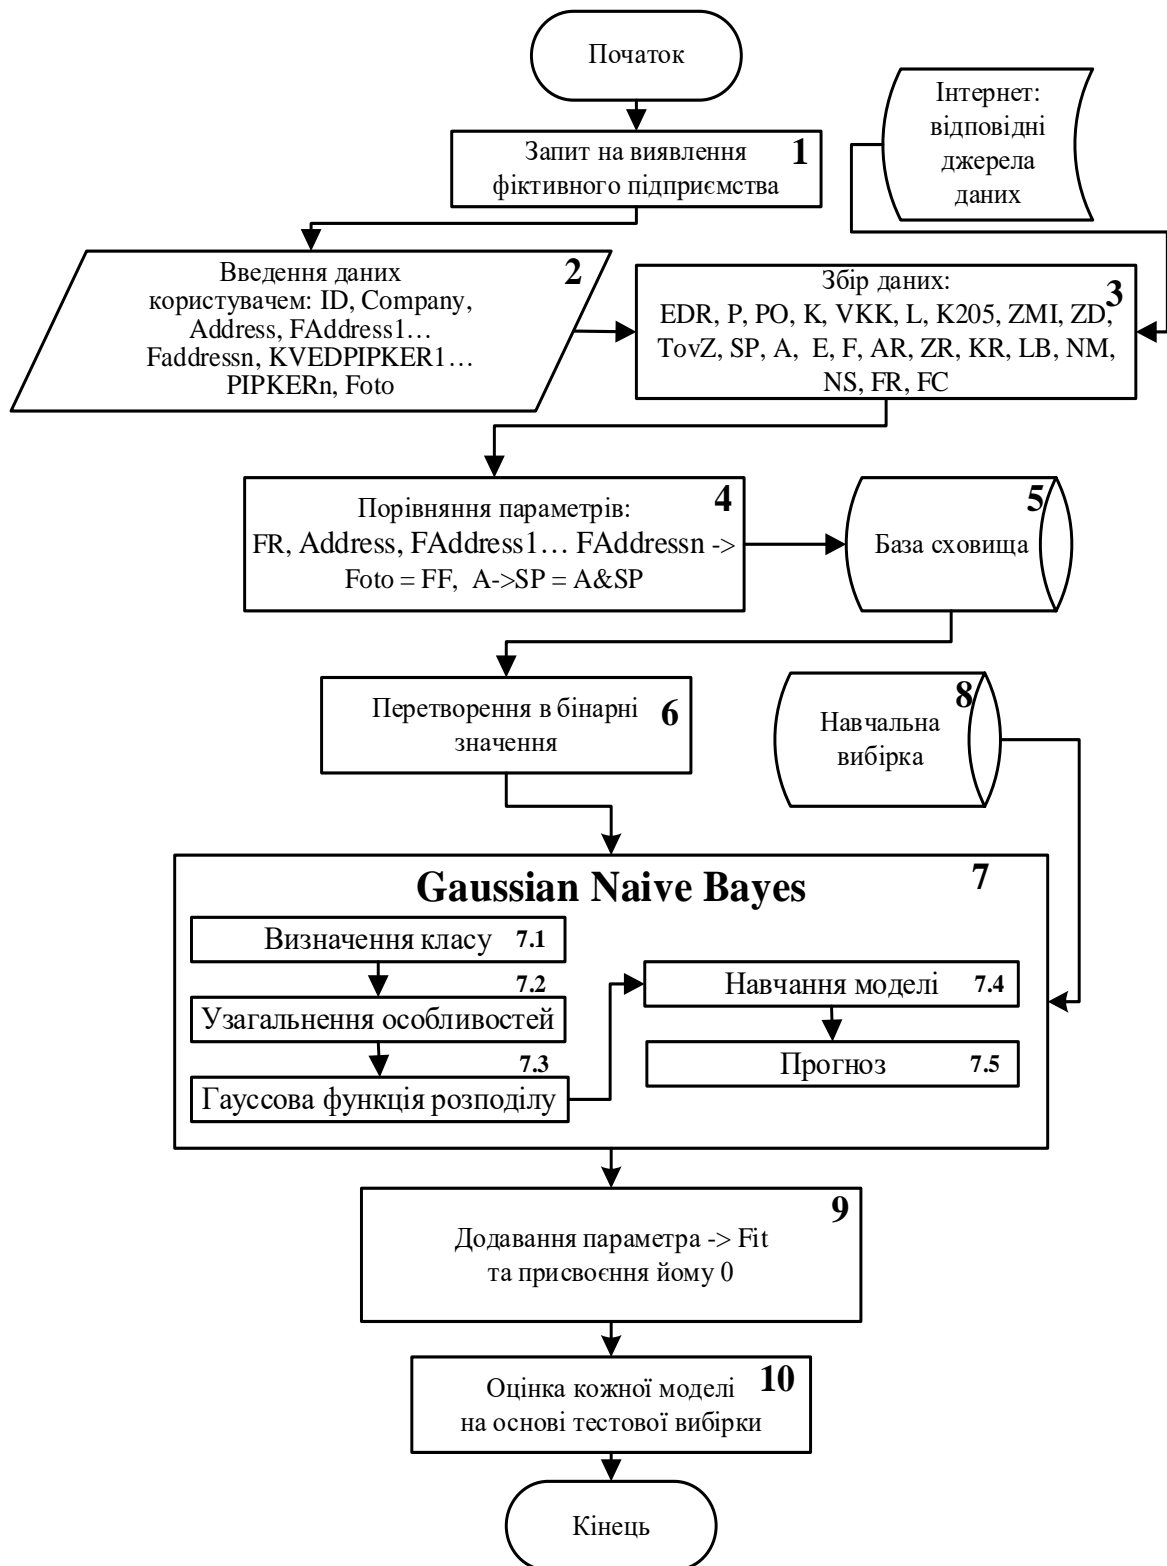 Початок
Запит на виявлення
фіктивного підприємства
1
Інтернет:
відповідні
джерела
даних
Введення даних
користувачем: ID, Company,
Address, FAddress1…
Faddressn, KVEDPIPKER1…
PIPKERn, Foto
2
Збір даних:
EDR, P, PO, K, VKK, L, K205, ZMI, ZD,
TovZ, SP, A, E, F, AR, ZR, KR, LB, NM,
NS, FR, FC
3
Порівняння параметрів:
FR, Address, FAddress1… FAddressn ->
Foto = FF, A->SP = A&SP
4
База сховища
5
Перетворення в бінарні
значення
6
Навчальна
вибірка
8
Gaussian Naive Bayes
7
Визначення класу 7.1
7.2
Узагальнення особливостей
7.3
Гауссова функція розподілу
Навчання моделі 7.4
Прогноз 7.5
9
Додавання параметра -> Fit
та присвоєння йому 0
10
Оцінка кожної моделі
на основі тестової вибірки
Кінець